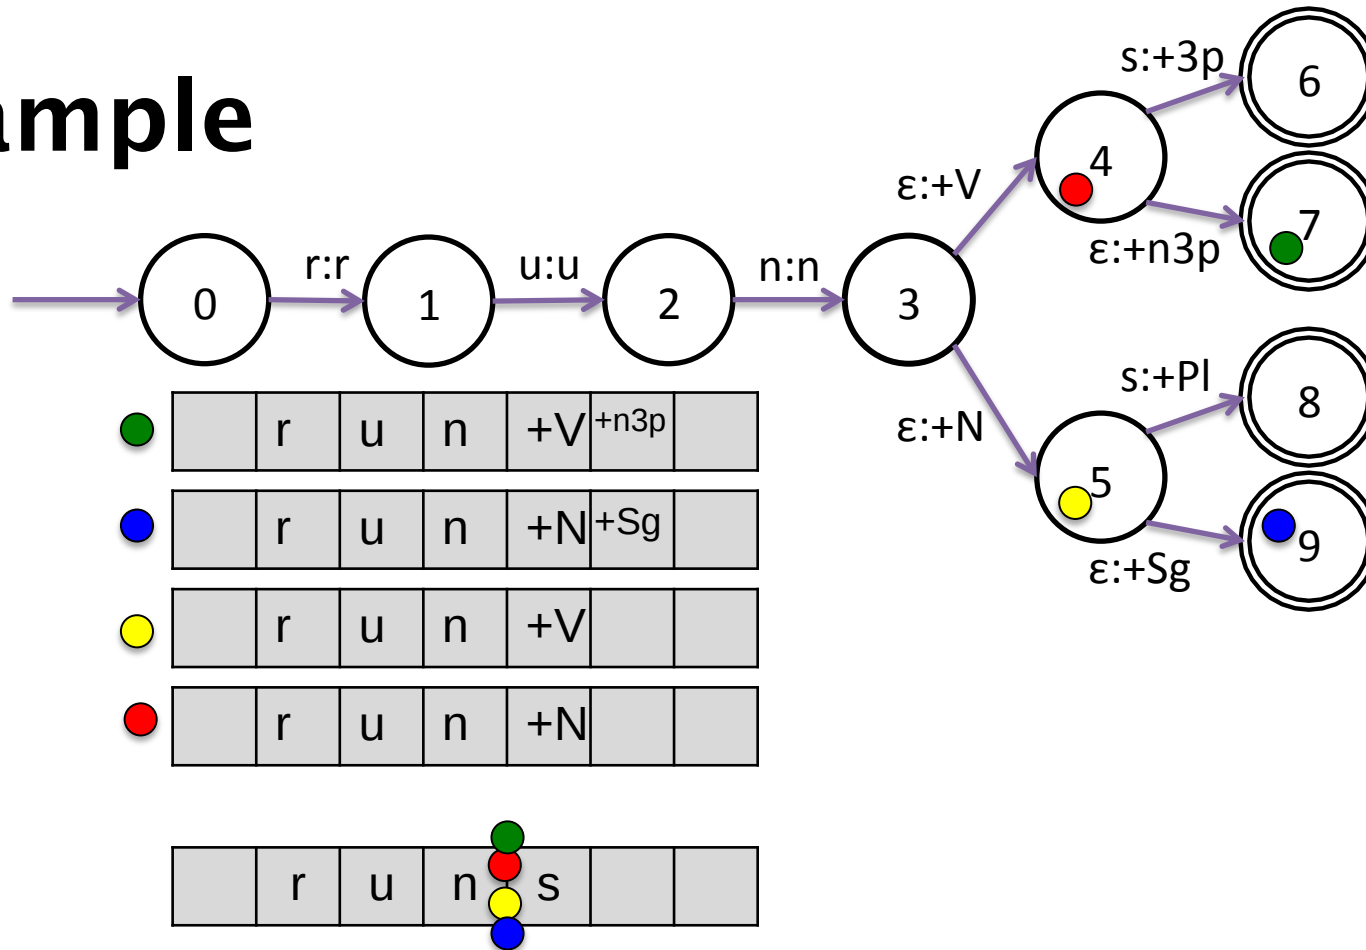 ample
s:+3p
6
4
ε:+V
7
ε:+n3p
r:r
u:u
n:n
0
1
2
3
s:+Pl
8
ε:+N
5
9
ε:+Sg
r u n +V +n3p
r u n +N +Sg
r u n +V
r u n +N
r u n s